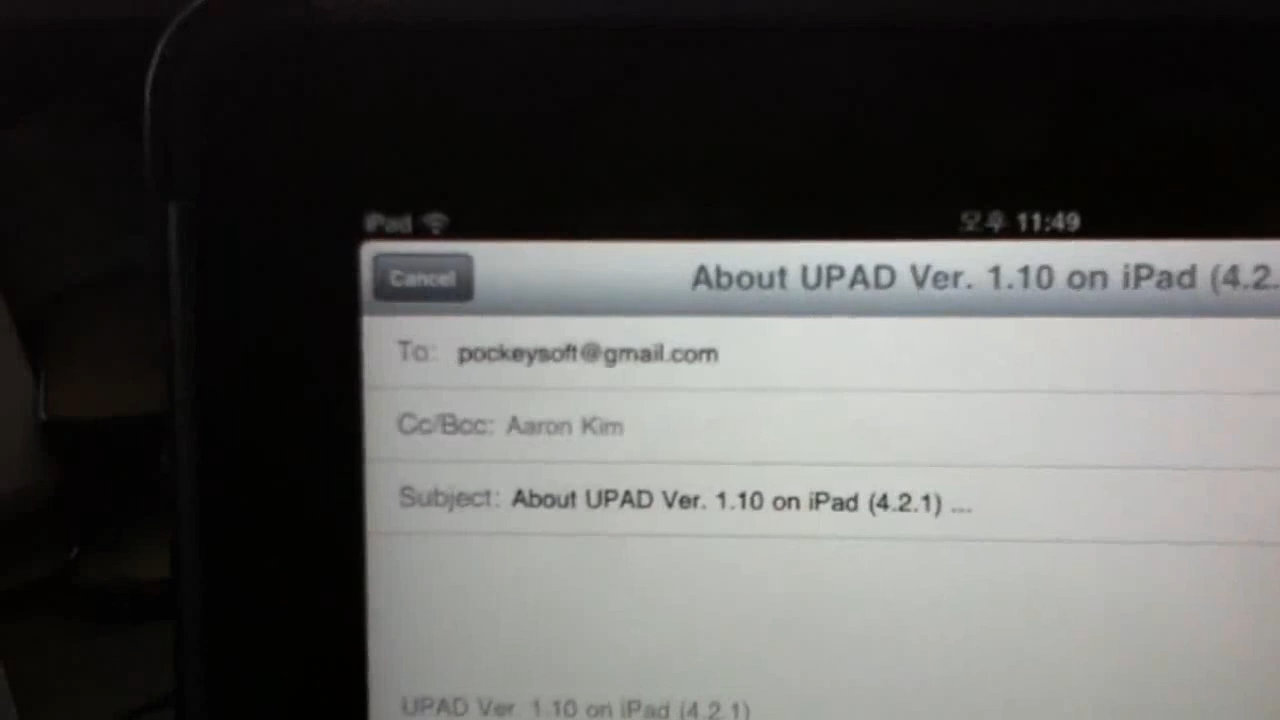 iPad 오후 11:49
Cancel About UPAD Ver. 1.10 on iPad (4.2.
To: pockeysoft@gmail.com
Cc/Bcc: Aaron Kim
Subject: About UPAD Ver. 1.10 on iPad (4.2.1) ...
UPAD Ver. 1.10 on iPad (4.2.1)